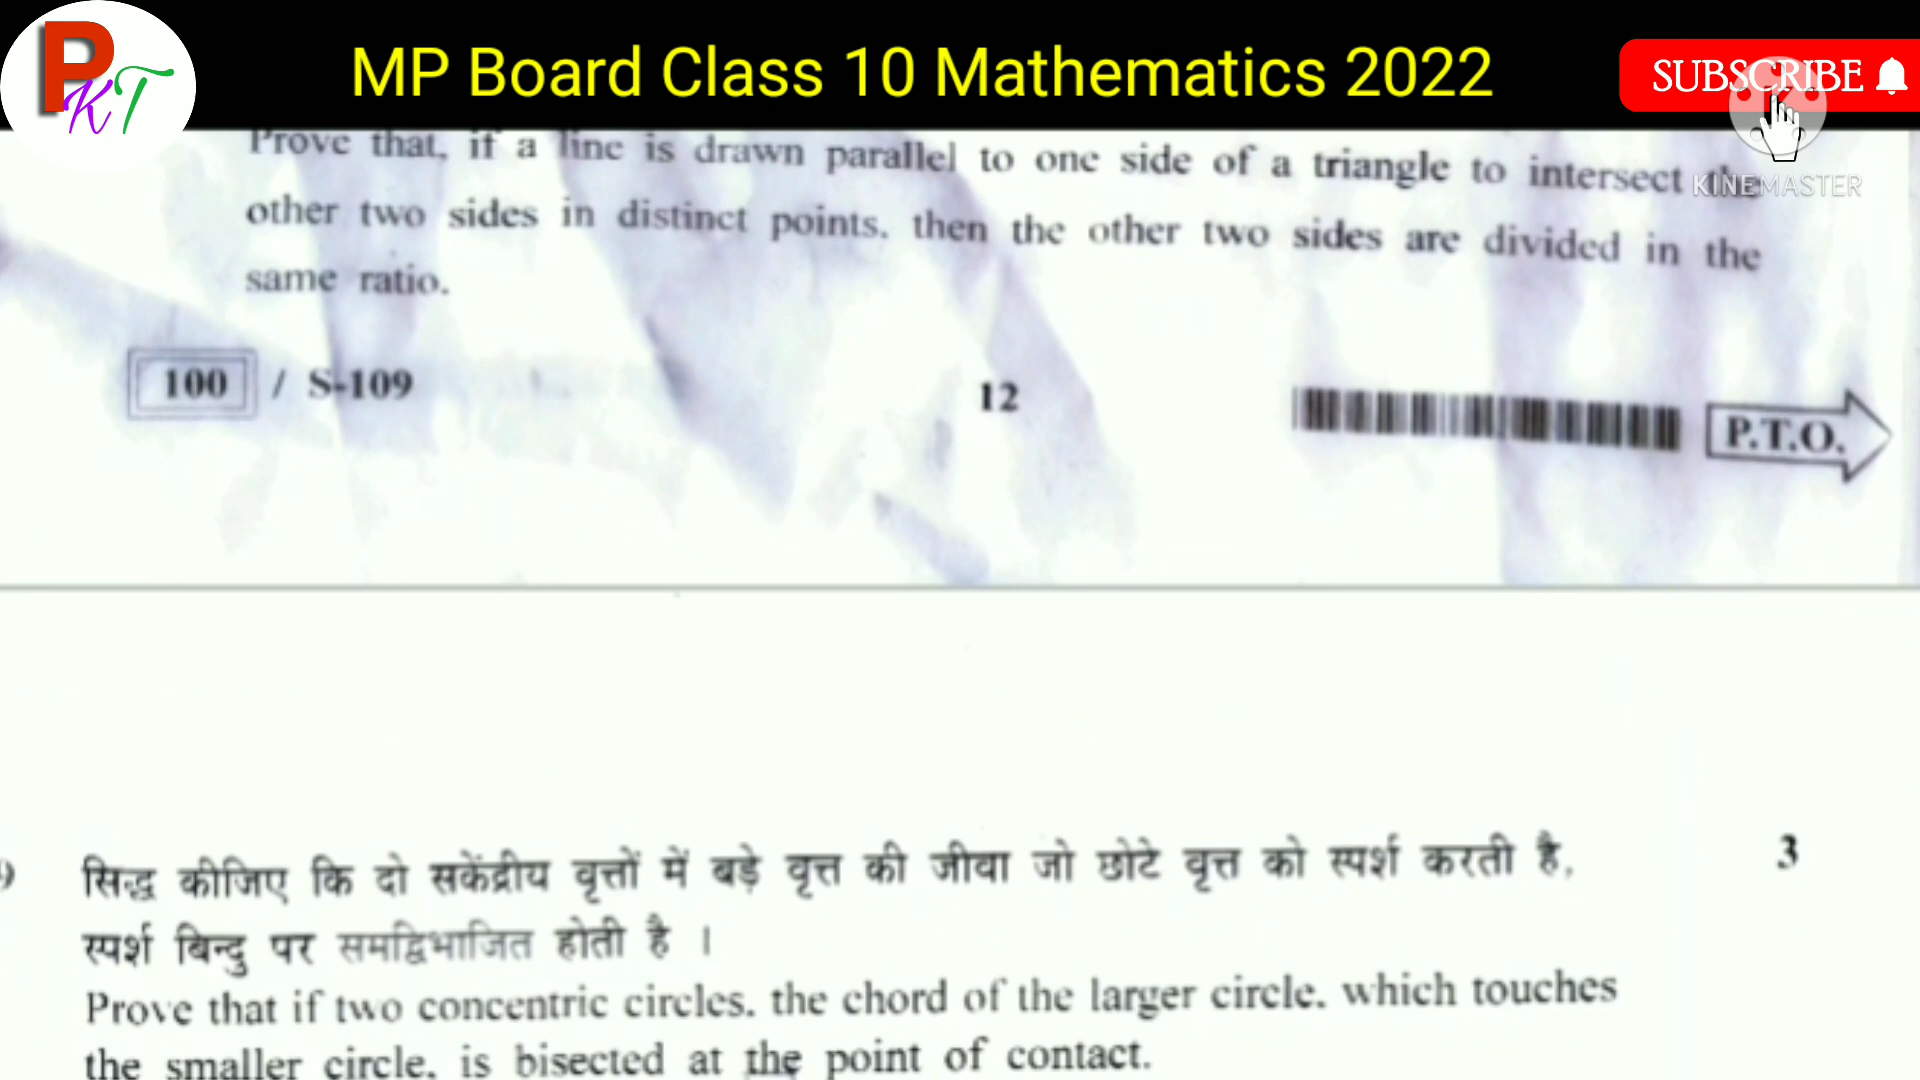 PKT
MP Board Class 10 Mathematics 2022
SUBSCRIBE
KINEMASTER
Prove that, if a line is drawn parallel to one side of a triangle to intersect the
other two sides in distinct points. then the other two sides are divided in the
same ratio.
100 / S-109
12
P.T.O.
9 सिद्ध कीजिए कि दो सकेंद्रीय वृत्तों में बड़े वृत्त की जीवा जो छोटे वृत्त को स्पर्श करती है, 3
स्पर्श बिन्दु पर समद्विभाजित होती है ।
Prove that if two concentric circles. the chord of the larger circle. which touches
the smaller circle. is bisected at the point of contact.